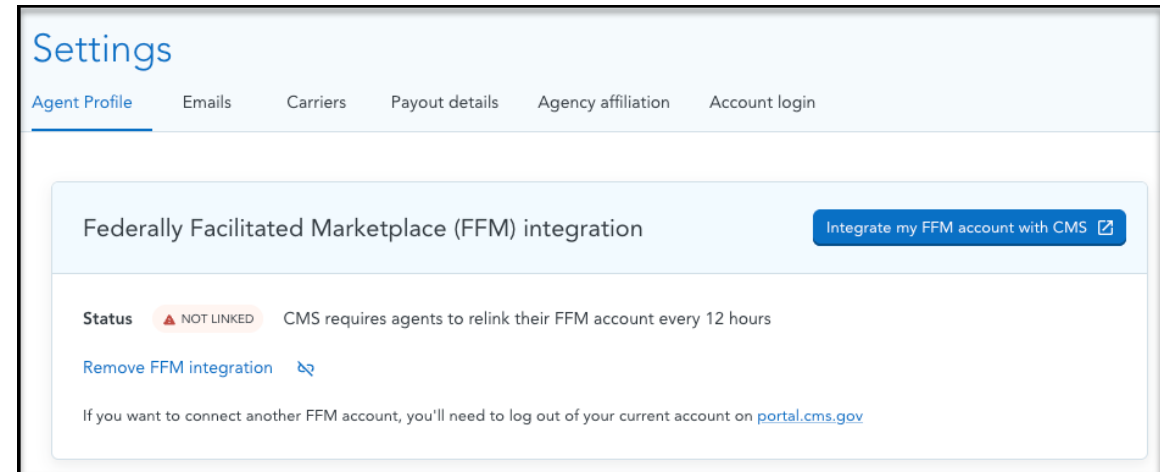 Settings
Agent Profile Emails Carriers Payout details Agency affiliation Account login
Federally Facilitated Marketplace (FFM) integration Integrate my FFM account with CMS
Status NOT LINKED CMS requires agents to relink their FFM account every 12 hours
Remove FFM integration
If you want to connect another FFM account, you'll need to log out of your current account on portal.cms.gov